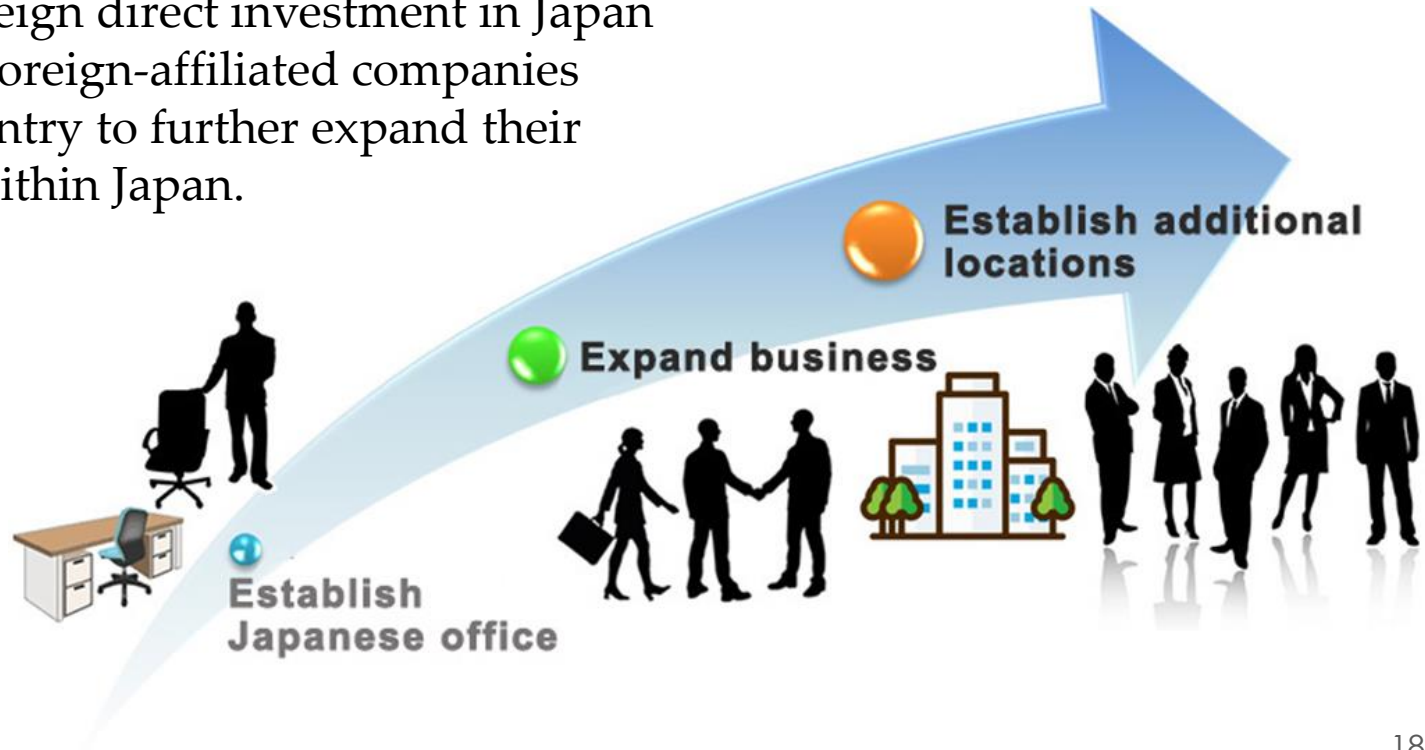 eign direct investment in Japan
oreign-affiliated companies
ntry to further expand their
ithin Japan.
Establish additional
locations
Expand business
Establish
Japanese office
18